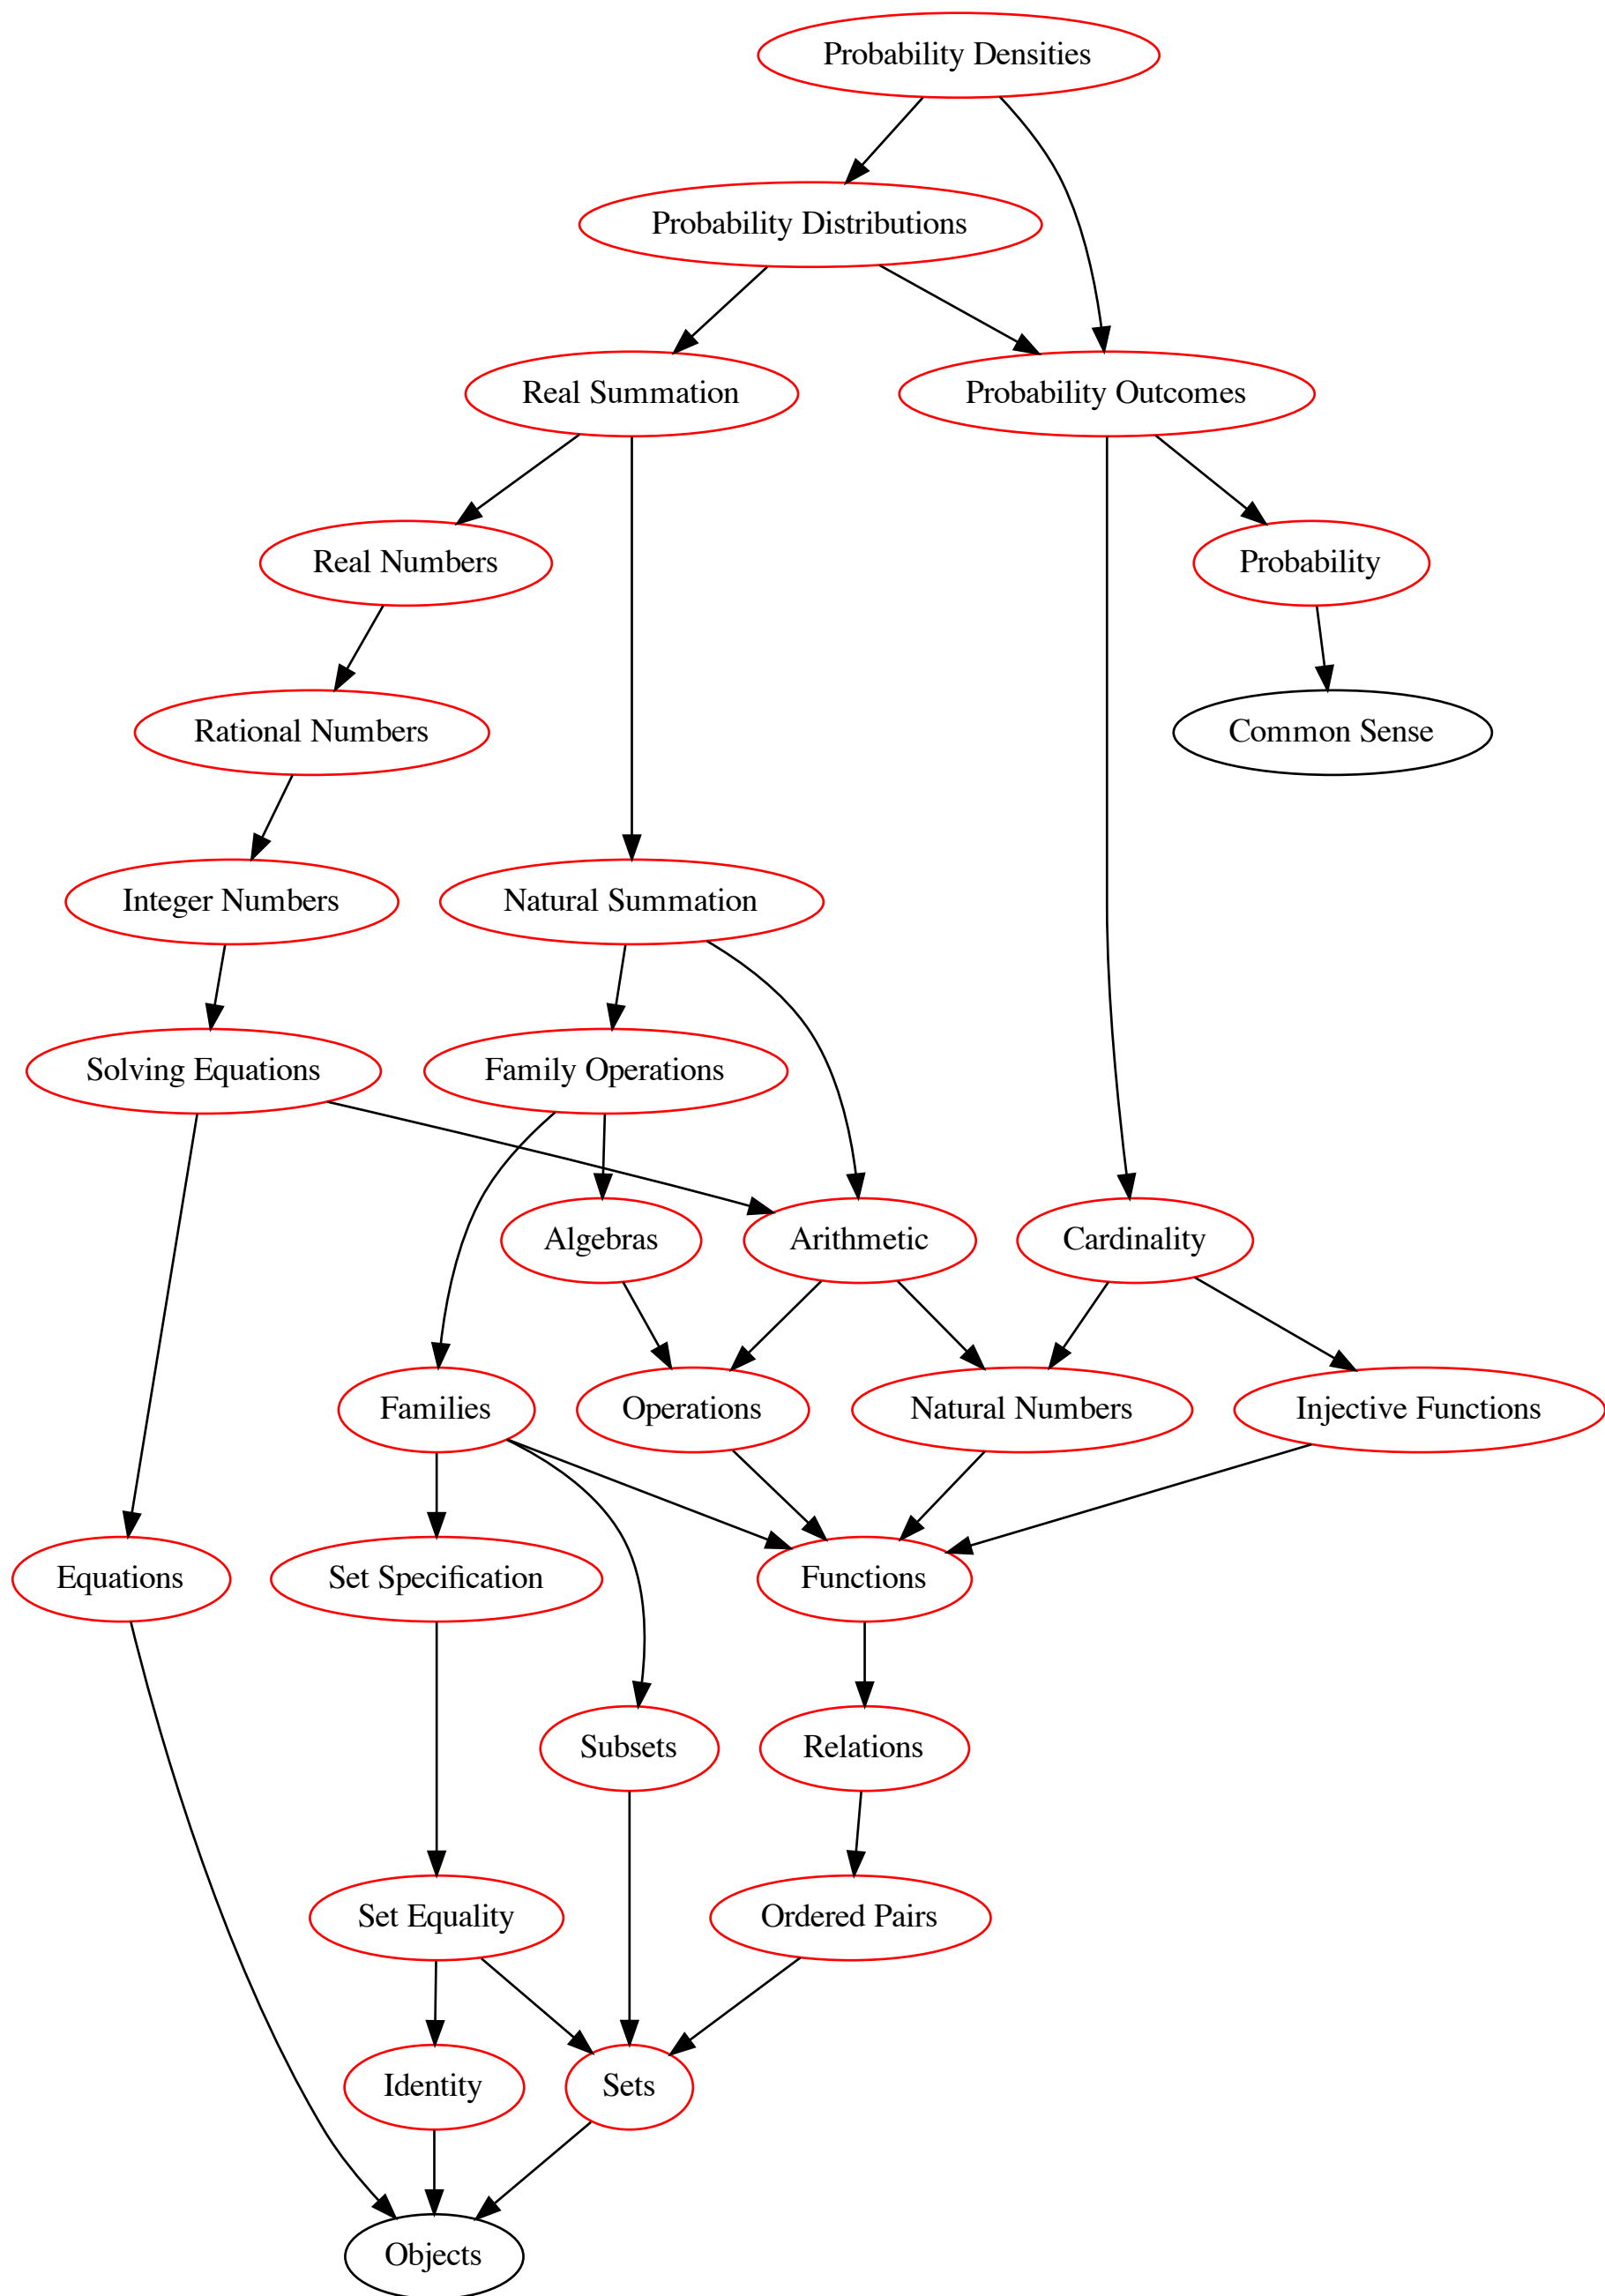 Probability Densities
Probability Distributions
Real Summation
Probability Outcomes
Real Numbers
Probability
Rational Numbers
Common Sense
Integer Numbers
Natural Summation
Solving Equations
Family Operations
Algebras
Arithmetic
Cardinality
Families
Operations
Natural Numbers
Injective Functions
Equations
Set Specification
Functions
Subsets
Relations
Set Equality
Ordered Pairs
Identity
Sets
Objects